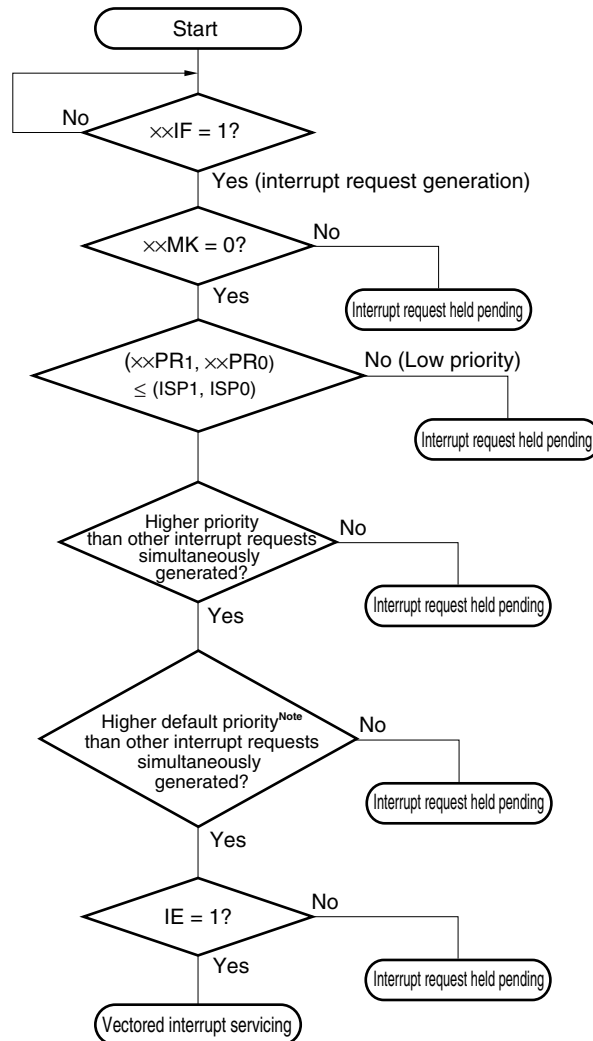 Start
No
××IF = 1?
Yes (interrupt request generation)
××MK = 0?
No
Yes
Interrupt request held pending
(××PR1, ××PR0)
≤ (ISP1, ISP0)
No (Low priority)
Interrupt request held pending
Higher priority
than other interrupt requests
simultaneously
generated?
No
Interrupt request held pending
Yes
Higher default priority Note
than other interrupt requests
simultaneously
generated?
No
Interrupt request held pending
Yes
IE = 1?
No
Interrupt request held pending
Yes
Vectored interrupt servicing